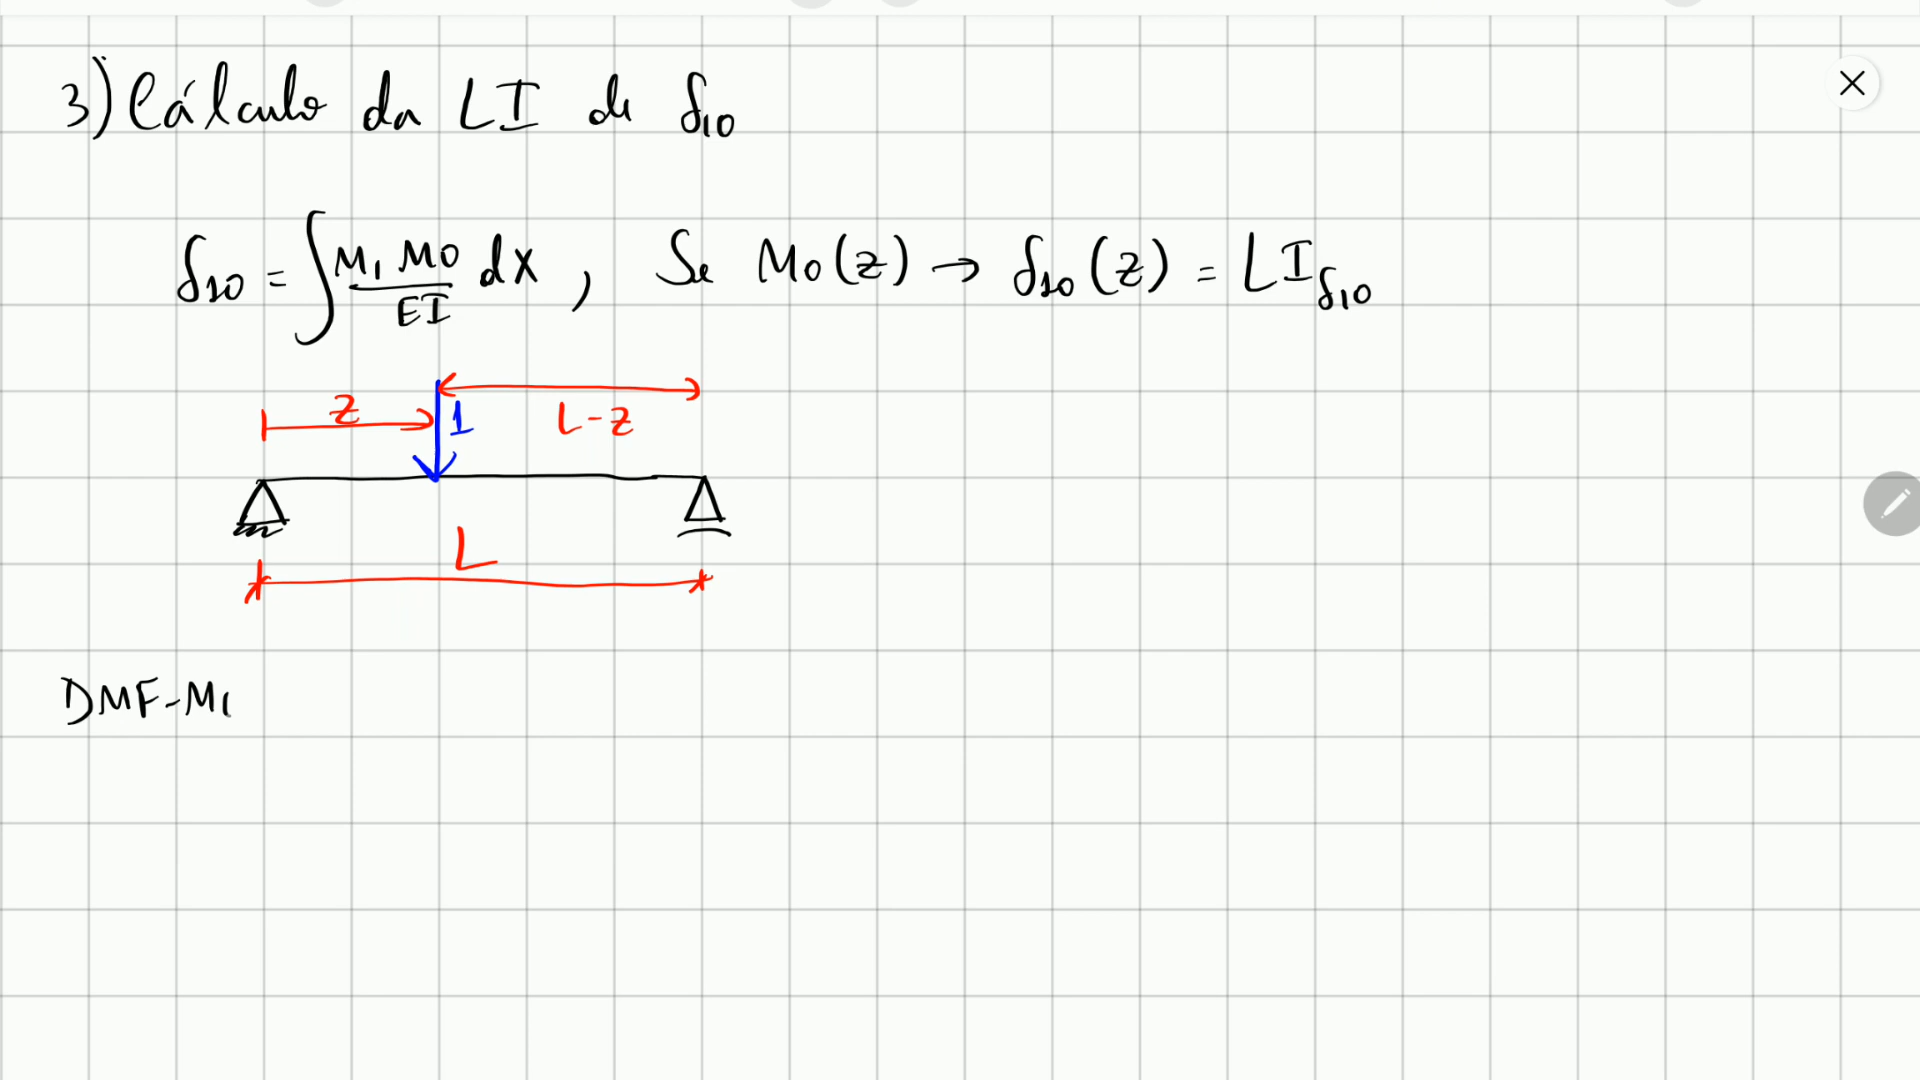 3) Cálculo da LI de δ10
δ10 = ∫ M1 M0 / EI dx , Se M0(z) → δ10(z) = LIδ10
z 1 L-z
L
DMF-M1